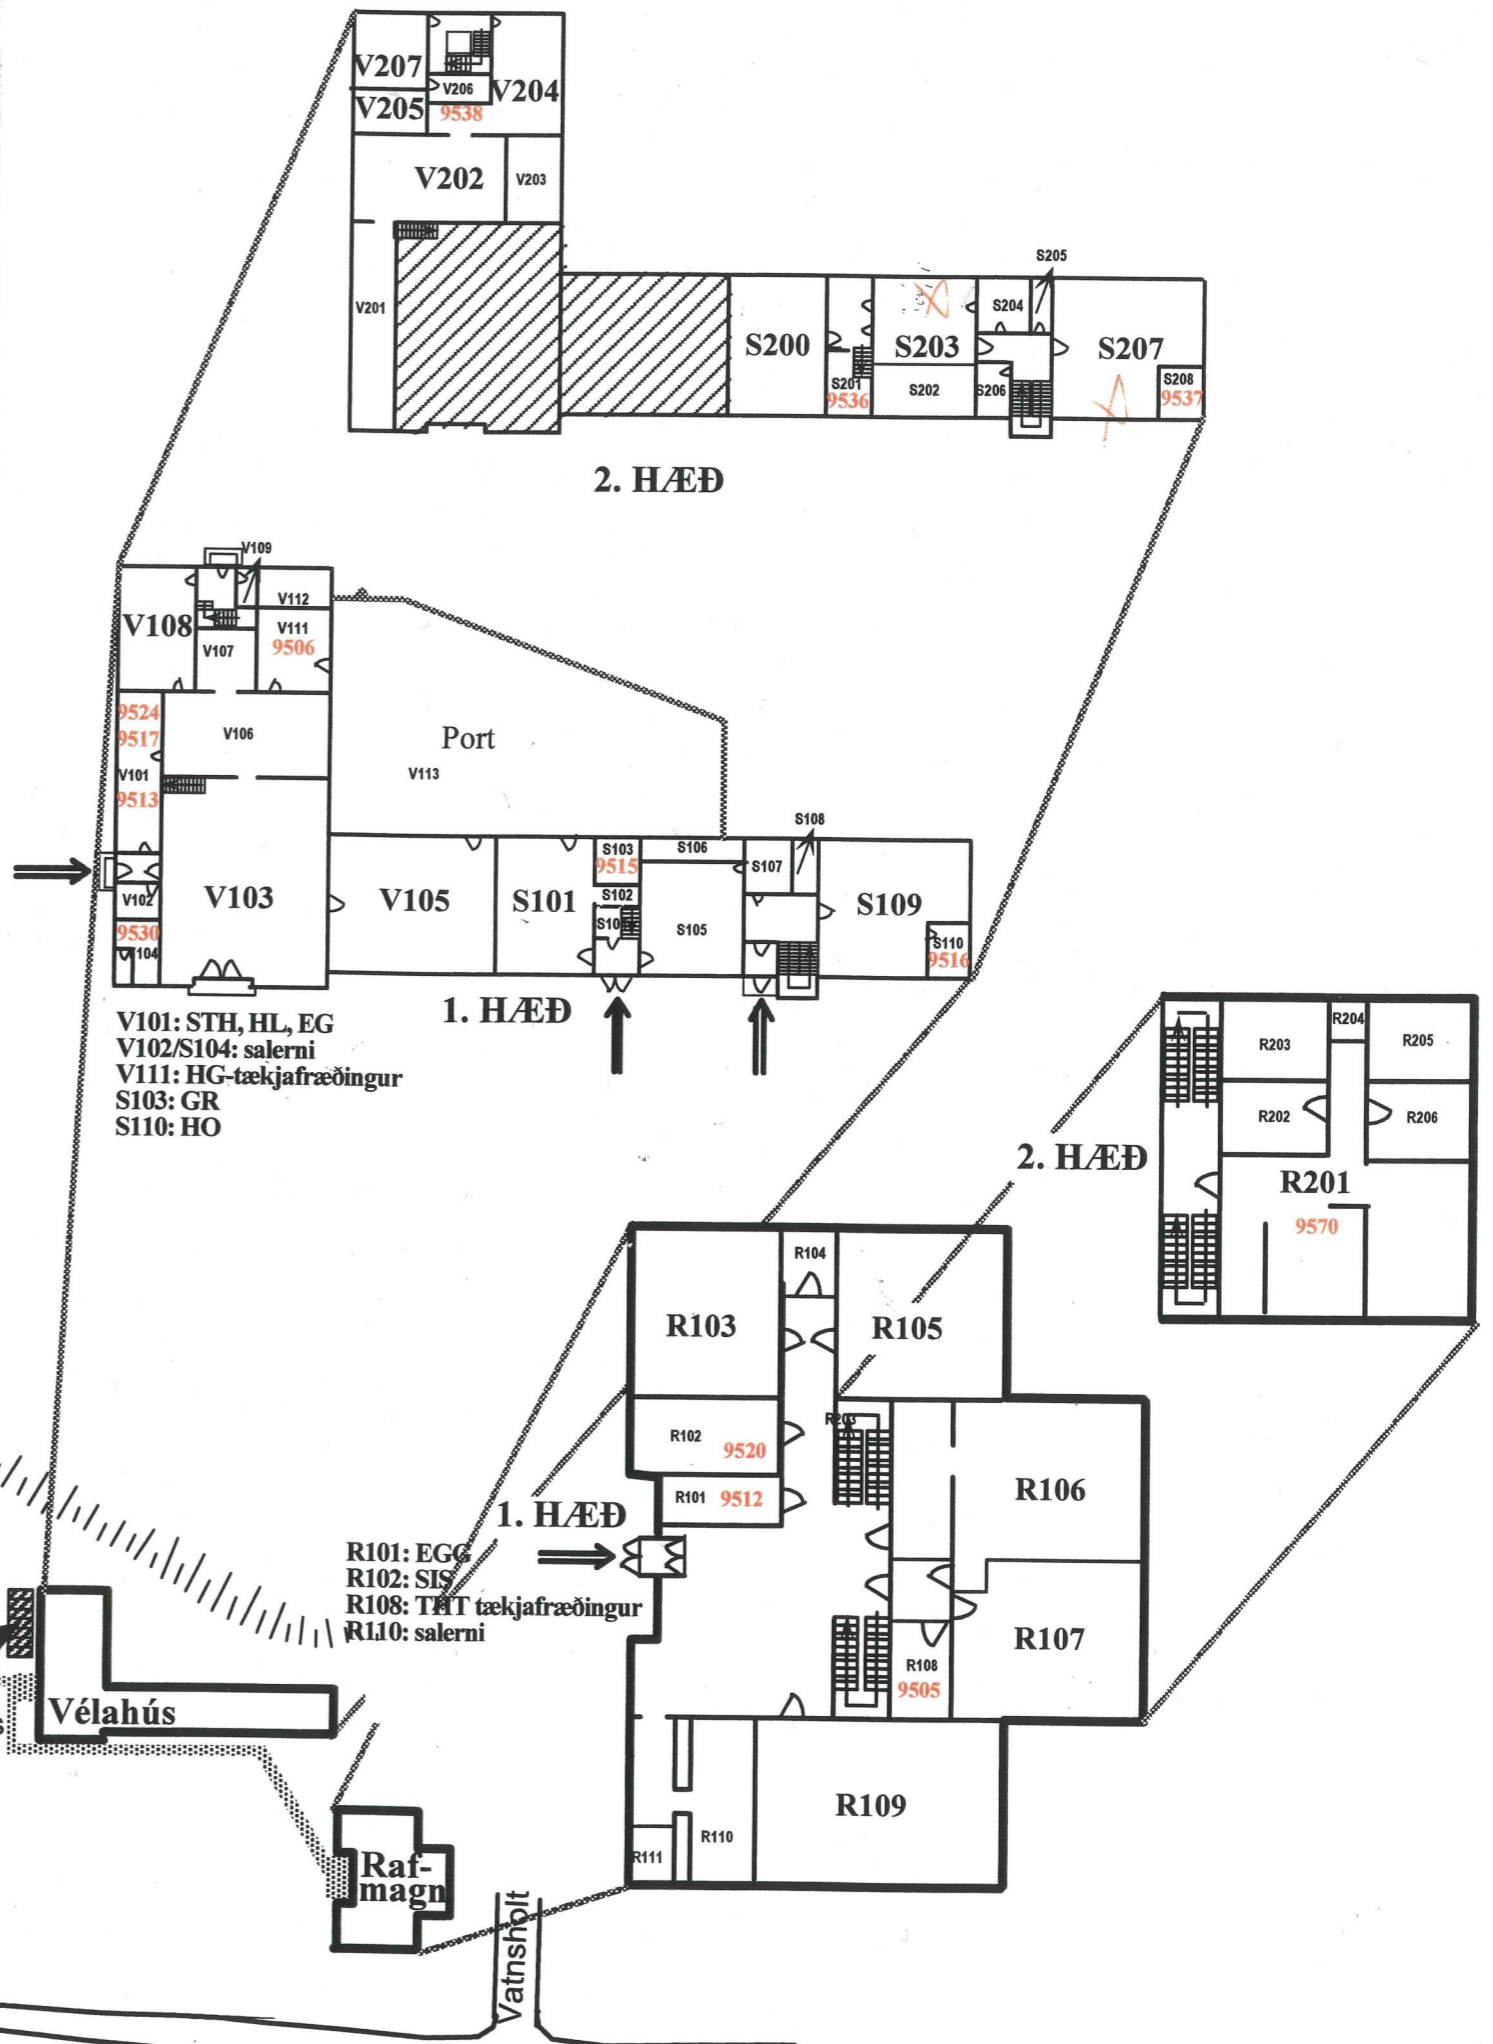 V207
V206
V204
V205
9538
V202
V203
V201
S205
S204
S200
S203
S207
S201
9536
S202
S206
S208
9537
2. HÆÐ
V109
V112
V108
V111
9506
V107
9524
9517
V106
Port
V101
V113
9513
S108
S103
9515
S106
S107
V102
V103
V105
S101
S102
S109
9530
S105
S110
9516
V101: STH, HL, EG
1. HÆÐ
V102/S104: salerni
V111: HG-tækjafræðingur
S103: GR
S110: HO
R204
R203
R205
R202
R206
2. HÆÐ
R201
9570
R104
R103
R105
R203
R102
9520
R101
9512
R106
1. HÆÐ
R101: EGG
R102: SIS
R108: THT tækjafræðingur
R110: salerni
R107
R108
9505
Vélahús
R109
R110
R111
Raf-
magn
Vatnsholt